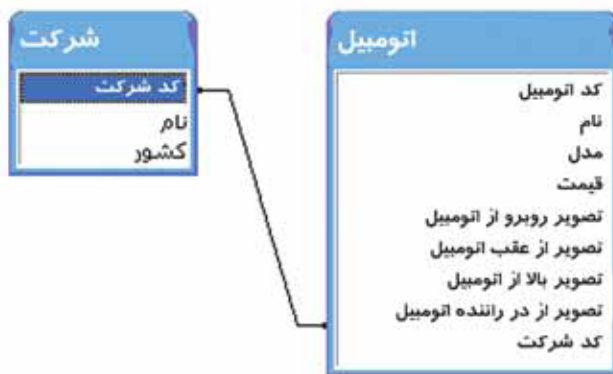 اتومبیل
کد اتومبیل
نام
مدل
قیمت
تصویر روبرو از اتومبیل
تصویر از عقب اتومبیل
تصویر بالا از اتومبیل
تصویر از در راننده اتومبیل
کد شرکت
شرکت
کد شرکت
نام
کشور